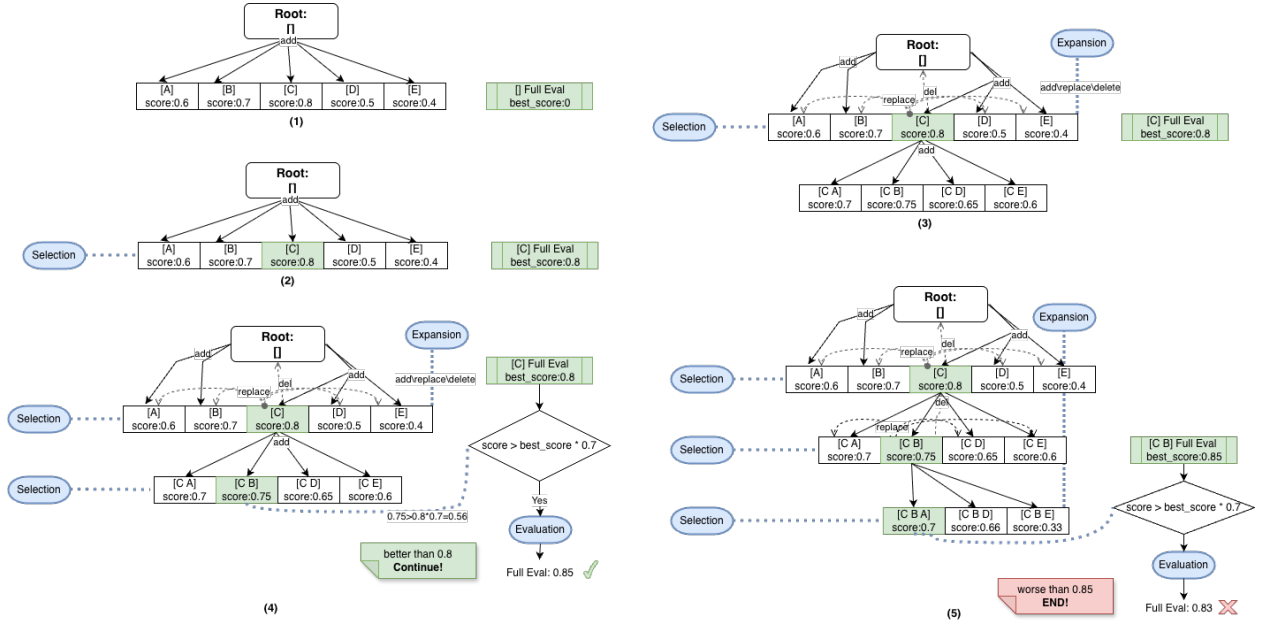 Root:
[]
add
[A]
score:0.6
[B]
score:0.7
[C]
score:0.8
[D]
score:0.5
[E]
score:0.4
[] Full Eval
best_score:0
(1)
Root:
[]
add
Selection
[A]
score:0.6
[B]
score:0.7
[C]
score:0.8
[D]
score:0.5
[E]
score:0.4
[C] Full Eval
best_score:0.8
(2)
Root:
[]
Expansion
add
add
del
replace
add\replace\delete
Selection
[A]
score:0.6
[B]
score:0.7
[C]
score:0.8
[D]
score:0.5
[E]
score:0.4
[C] Full Eval
best_score:0.8
add
[C A]
score:0.7
[C B]
score:0.75
[C D]
score:0.65
[C E]
score:0.6
(3)
Root:
[]
Expansion
add
add
del
replace
add\replace\delete
Selection
[A]
score:0.6
[B]
score:0.7
[C]
score:0.8
[D]
score:0.5
[E]
score:0.4
add
Selection
[C A]
score:0.7
[C B]
score:0.75
[C D]
score:0.65
[C E]
score:0.6
0.75>0.8*0.7=0.56
[C] Full Eval
best_score:0.8
score > best_score * 0.7
Yes
Evaluation
Full Eval: 0.85
better than 0.8
Continue!
(4)
Root:
[]
Expansion
add
add
del
replace
Selection
[A]
score:0.6
[B]
score:0.7
[C]
score:0.8
[D]
score:0.5
[E]
score:0.4
del
replace
Selection
[C A]
score:0.7
[C B]
score:0.75
[C D]
score:0.65
[C E]
score:0.6
Selection
[C B A]
score:0.7
[C B D]
score:0.66
[C B E]
score:0.33
[C B] Full Eval
best_score:0.85
score > best_score * 0.7
Evaluation
Full Eval: 0.83
worse than 0.85
END!
(5)